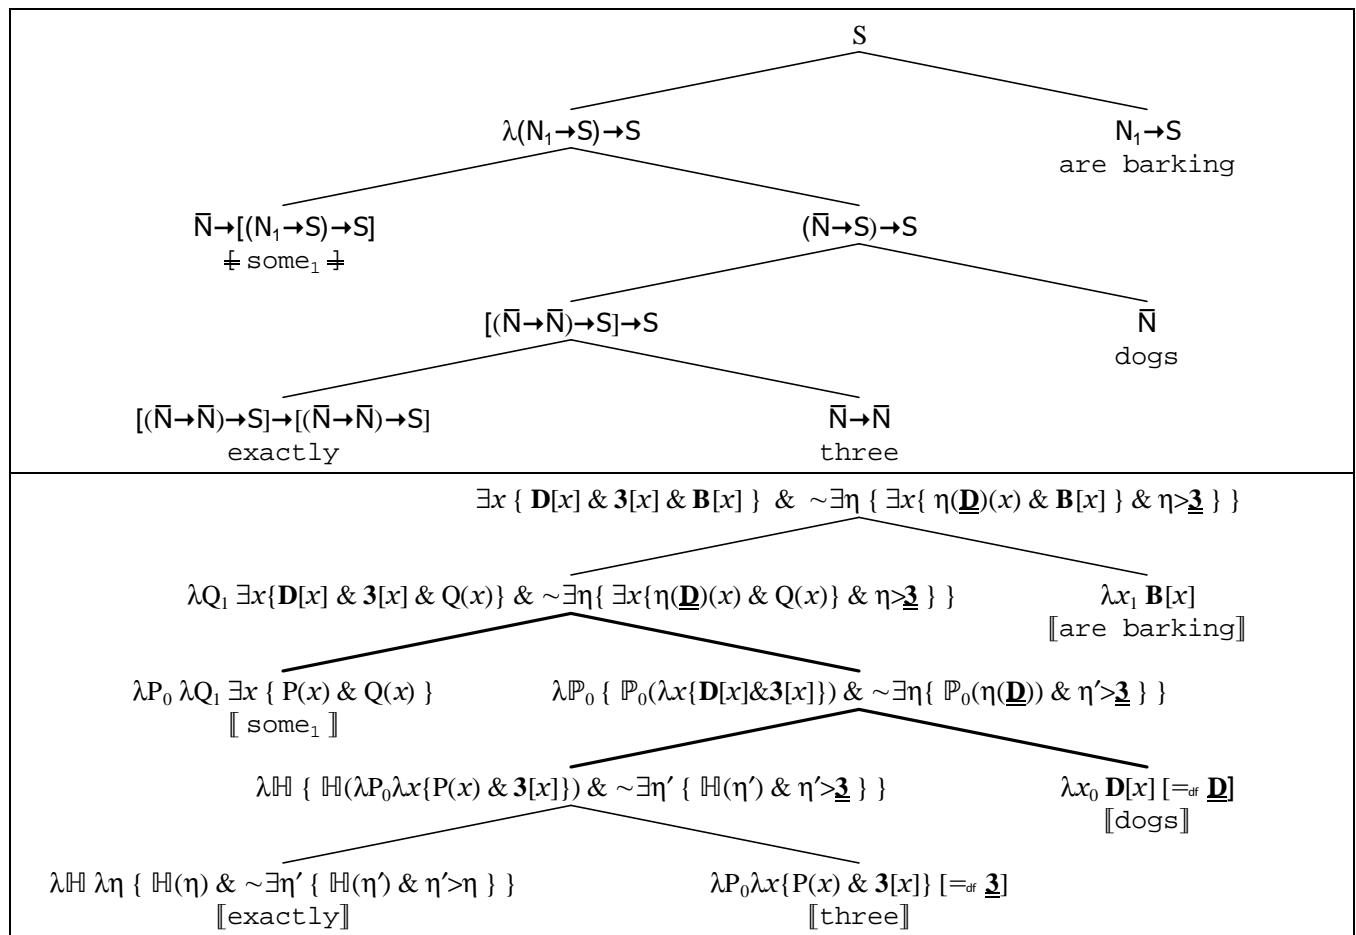 S
λ(N₁→S)→S N₁→S
are barking
N̅→[(N₁→S)→S] (N̅→S)→S
[ some₁ ]
[(N̅→N̅)→S]→S N̅
dogs
[(N̅→N̅)→S]→[(N̅→N̅)→S] N̅→N̅
exactly three
∃x { D[x] & 3[x] & B[x] } & ~∃η { ∃x{ η(D)(x) & B[x] } & η>3 } }
λQ₁ ∃x{D[x] & 3[x] & Q(x)} & ~∃η{ ∃x{η(D)(x) & Q(x)} & η>3 } } λx₁ B[x]
⟦are barking⟧
λP₀ λQ₁ ∃x { P(x) & Q(x) } λℙ₀ { ℙ₀(λx{D[x]&3[x]}) & ~∃η{ ℙ₀(η(D)) & η′>3 } }
⟦ some₁ ⟧
λℍ { ℍ(λP₀λx{P(x) & 3[x]}) & ~∃η′ { ℍ(η′) & η′>3 } } λx₀ D[x] [=df D]
⟦dogs⟧
λℍ λη { ℍ(η) & ~∃η′ { ℍ(η′) & η′>η } } λP₀λx{P(x) & 3[x]} [=df 3]
⟦exactly⟧ ⟦three⟧